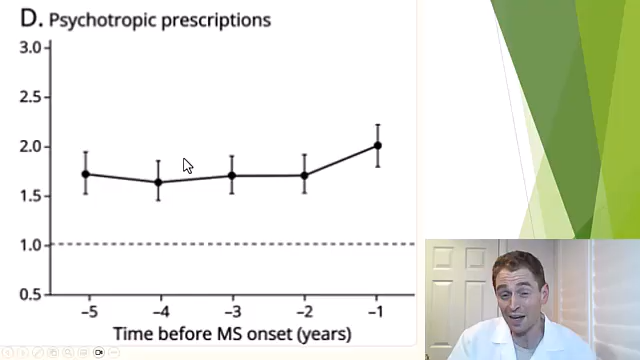 D. Psychotropic prescriptions
3.0
2.5
2.0
1.5
1.0
0.5
–5 –4 –3 –2 –1
Time before MS onset (years)